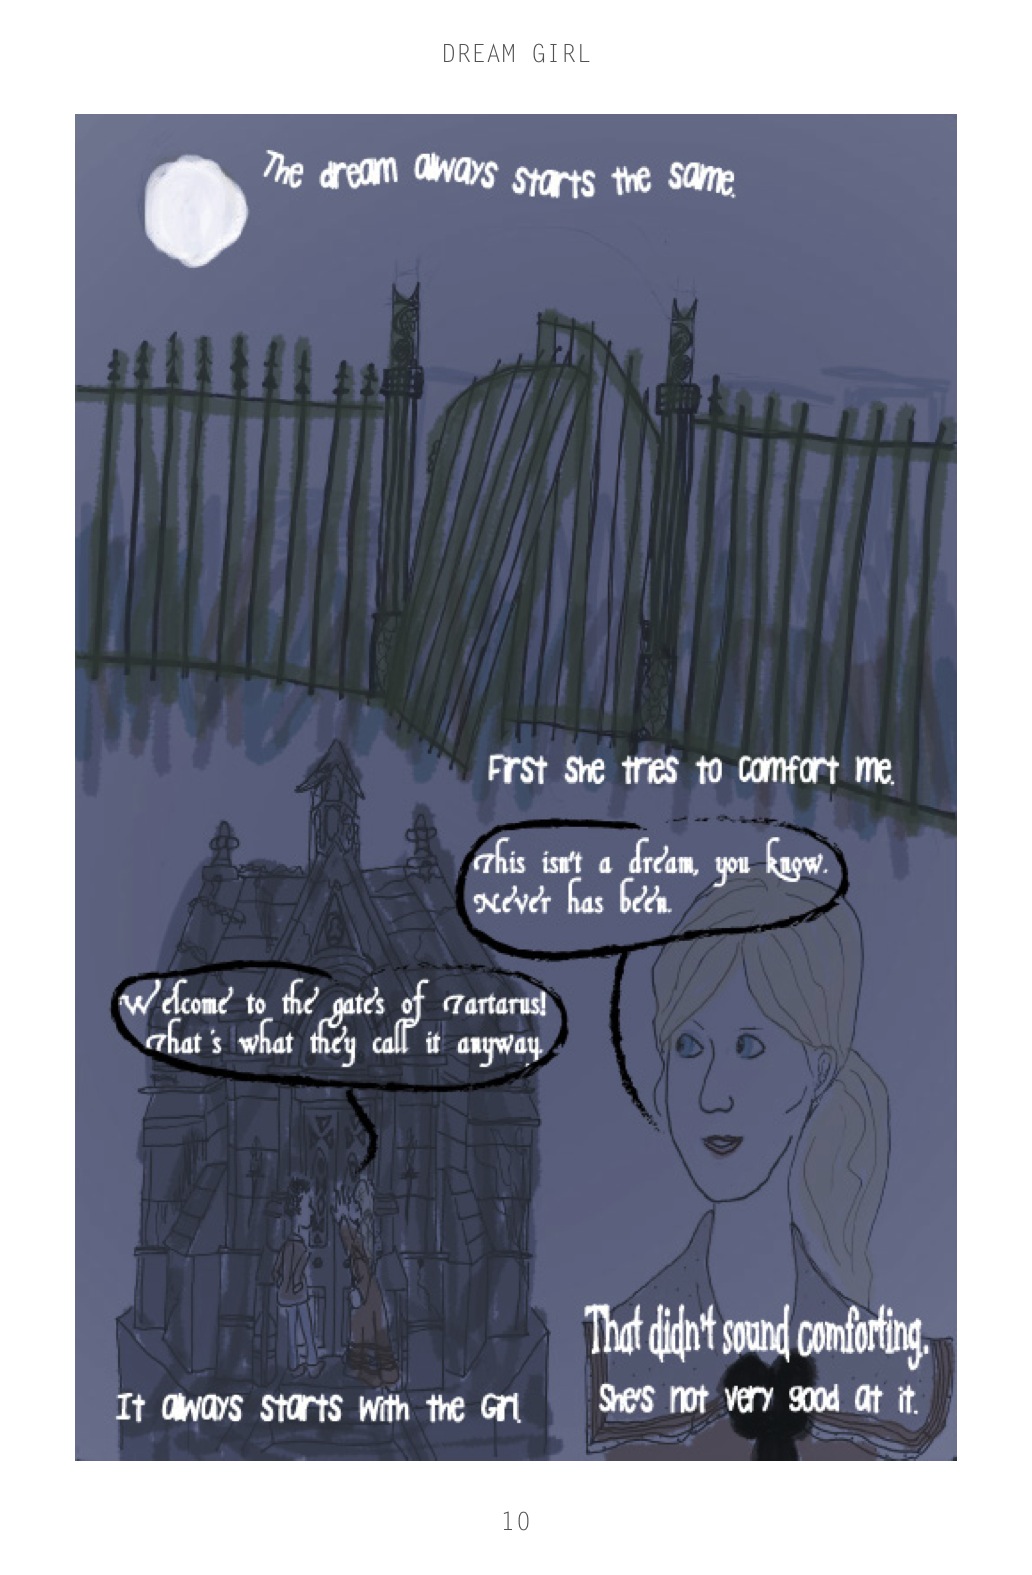 DREAM GIRL
The dream always starts the same.
First she tries to comfort me.
This isn't a dream, you know.
Never has been.
Welcome to the gates of Tartarus!
That's what they call it anyway.
That didn't sound comforting.
She's not very good at it.
It always starts with the Girl.
10